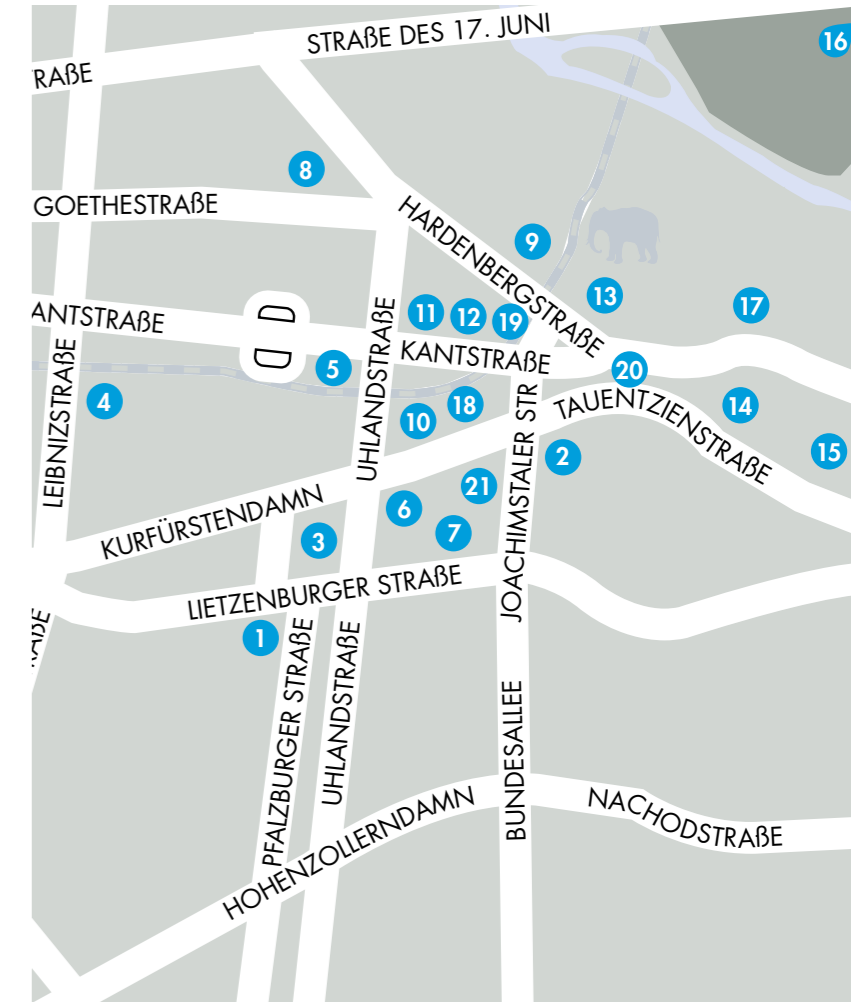 STRAßE DES 17. JUNI
16
RAßE
8
GOETHESTRAßE
HARDENBERGSTRAßE
9
13
17
11
12
19
ANTSTRAßE
KANTSTRAßE
5
20
4
LEIBNIZSTRAßE
UHLANDSTRAßE
10
18
JOACHIMSTALER STR
TAUENTZIENSTRAßE
14
15
2
21
6
7
KURFÜRSTENDAMN
3
LIETZENBURGER STRAßE
1
RAßE
PFALZBURGER STRAßE
UHLANDSTRAßE
BUNDESALLEE
HOHENZOLLERNDAMN
NACHODSTRAßE